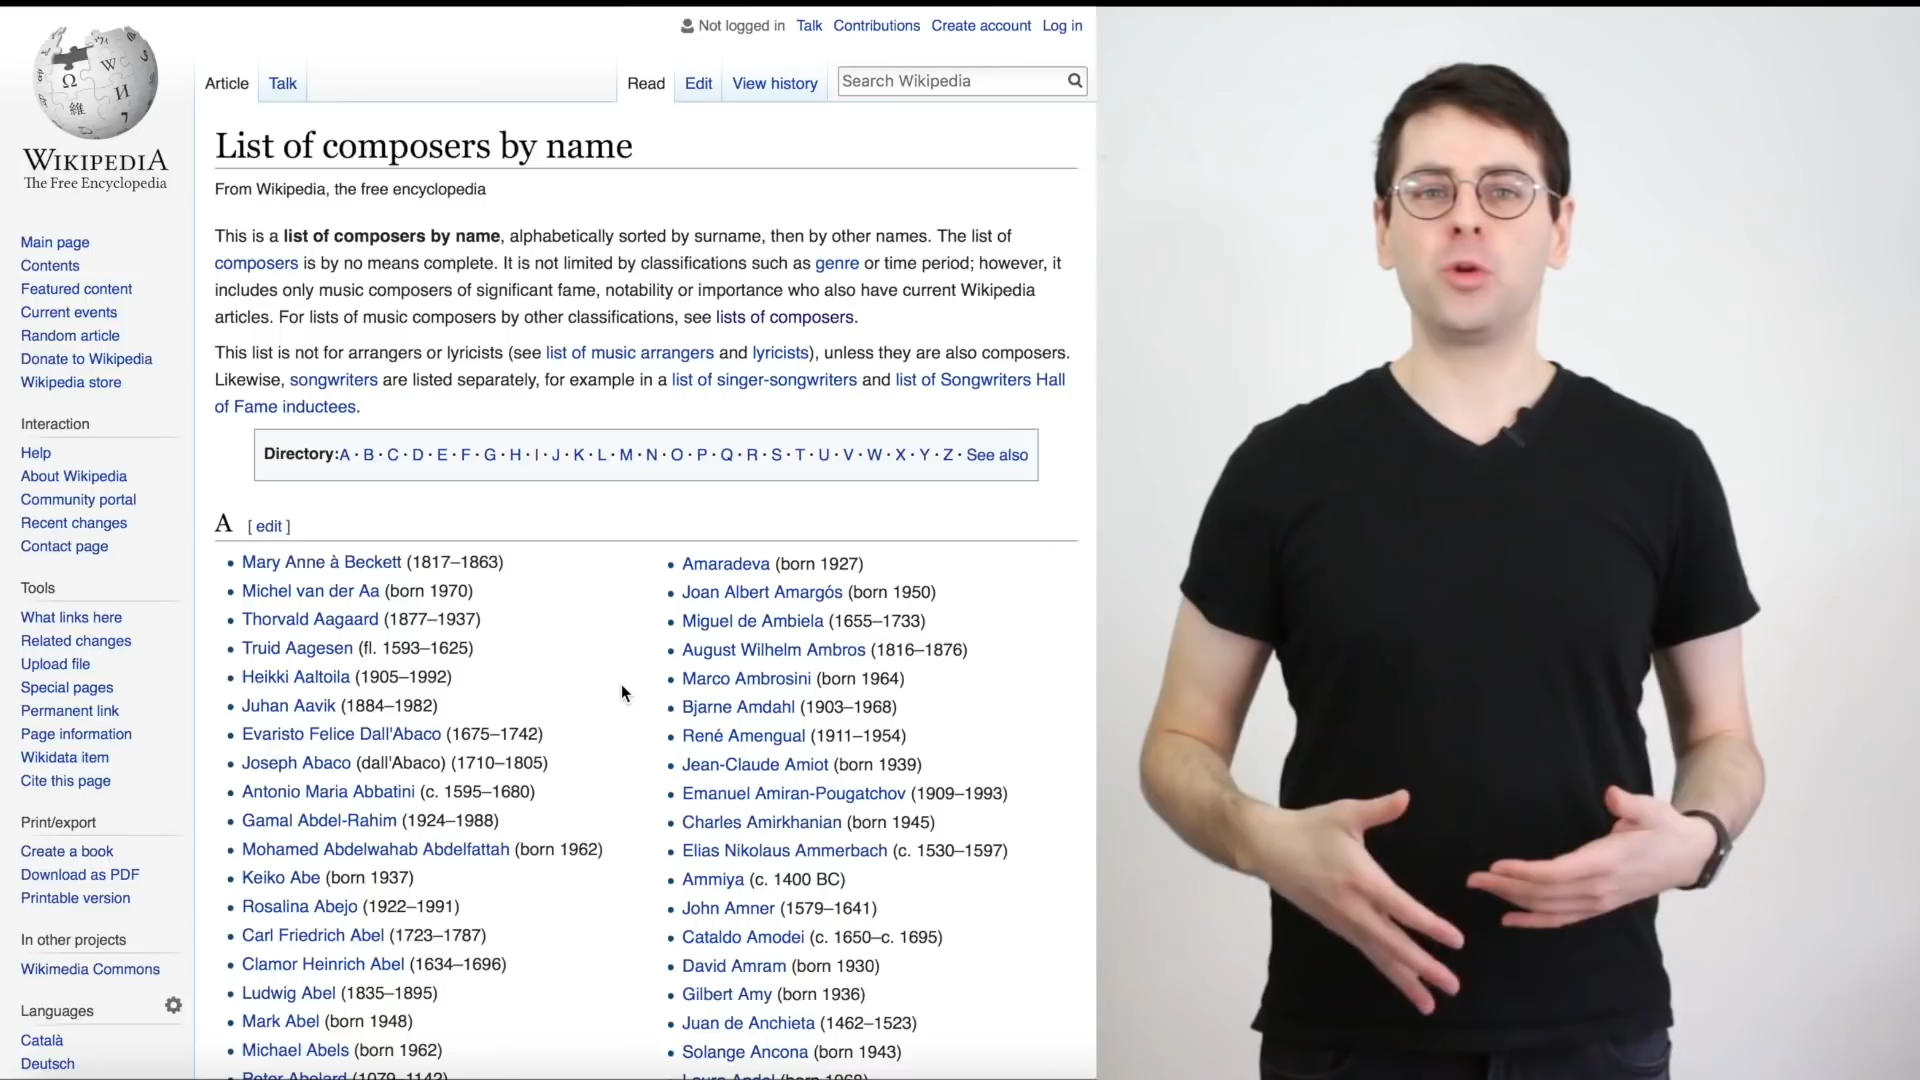 Not logged in Talk Contributions Create account Log in
Article Talk Read Edit View history Search Wikipedia
WIKIPEDIA
The Free Encyclopedia
Main page
Contents
Featured content
Current events
Random article
Donate to Wikipedia
Wikipedia store
Interaction
Help
About Wikipedia
Community portal
Recent changes
Contact page
Tools
What links here
Related changes
Upload file
Special pages
Permanent link
Page information
Wikidata item
Cite this page
Print/export
Create a book
Download as PDF
Printable version
In other projects
Wikimedia Commons
Languages
Català
Deutsch
List of composers by name
From Wikipedia, the free encyclopedia
This is a list of composers by name, alphabetically sorted by surname, then by other names. The list of
composers is by no means complete. It is not limited by classifications such as genre or time period; however, it
includes only music composers of significant fame, notability or importance who also have current Wikipedia
articles. For lists of music composers by other classifications, see lists of composers.
This list is not for arrangers or lyricists (see list of music arrangers and lyricists), unless they are also composers.
Likewise, songwriters are listed separately, for example in a list of singer-songwriters and list of Songwriters Hall
of Fame inductees.
Directory:A · B · C · D · E · F · G · H · I · J · K · L · M · N · O · P · Q · R · S · T · U · V · W · X · Y · Z · See also
A [ edit ]
Mary Anne à Beckett (1817–1863)
Michel van der Aa (born 1970)
Thorvald Aagaard (1877–1937)
Truid Aagesen (fl. 1593–1625)
Heikki Aaltoila (1905–1992)
Juhan Aavik (1884–1982)
Evaristo Felice Dall'Abaco (1675–1742)
Joseph Abaco (dall'Abaco) (1710–1805)
Antonio Maria Abbatini (c. 1595–1680)
Gamal Abdel-Rahim (1924–1988)
Mohamed Abdelwahab Abdelfattah (born 1962)
Keiko Abe (born 1937)
Rosalina Abejo (1922–1991)
Carl Friedrich Abel (1723–1787)
Clamor Heinrich Abel (1634–1696)
Ludwig Abel (1835–1895)
Mark Abel (born 1948)
Michael Abels (born 1962)
Peter Abelard (1079–1142)
Amaradeva (born 1927)
Joan Albert Amargós (born 1950)
Miguel de Ambiela (1655–1733)
August Wilhelm Ambros (1816–1876)
Marco Ambrosini (born 1964)
Bjarne Amdahl (1903–1968)
René Amengual (1911–1954)
Jean-Claude Amiot (born 1939)
Emanuel Amiran-Pougatchov (1909–1993)
Charles Amirkhanian (born 1945)
Elias Nikolaus Ammerbach (c. 1530–1597)
Ammiya (c. 1400 BC)
John Amner (1579–1641)
Cataldo Amodei (c. 1650–c. 1695)
David Amram (born 1930)
Gilbert Amy (born 1936)
Juan de Anchieta (1462–1523)
Solange Ancona (born 1943)